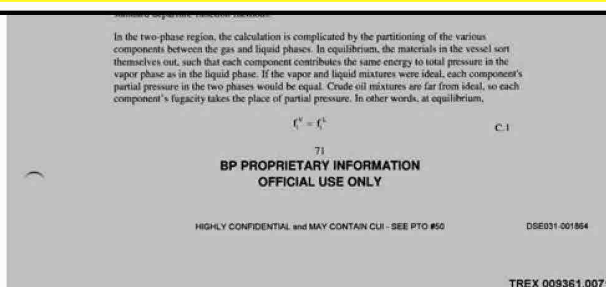 In the two-phase region, the calculation is complicated by the partitioning of the various
components between the gas and liquid phases. In equilibrium, the materials in the vessel sort
themselves out, such that each component contributes the same energy to total pressure in the
vapor phase as in the liquid phase. If the vapor and liquid mixtures were ideal, each component's
partial pressure in the two phases would be equal. Crude oil mixtures are far from ideal, so each
component's fugacity takes the place of partial pressure. In other words, at equilibrium,
fᵢⱽ = fᵢᴸ C.1
71
BP PROPRIETARY INFORMATION
OFFICIAL USE ONLY
HIGHLY CONFIDENTIAL and MAY CONTAIN CUI - SEE PTO #50 DSE031-001864
TREX 009361.007